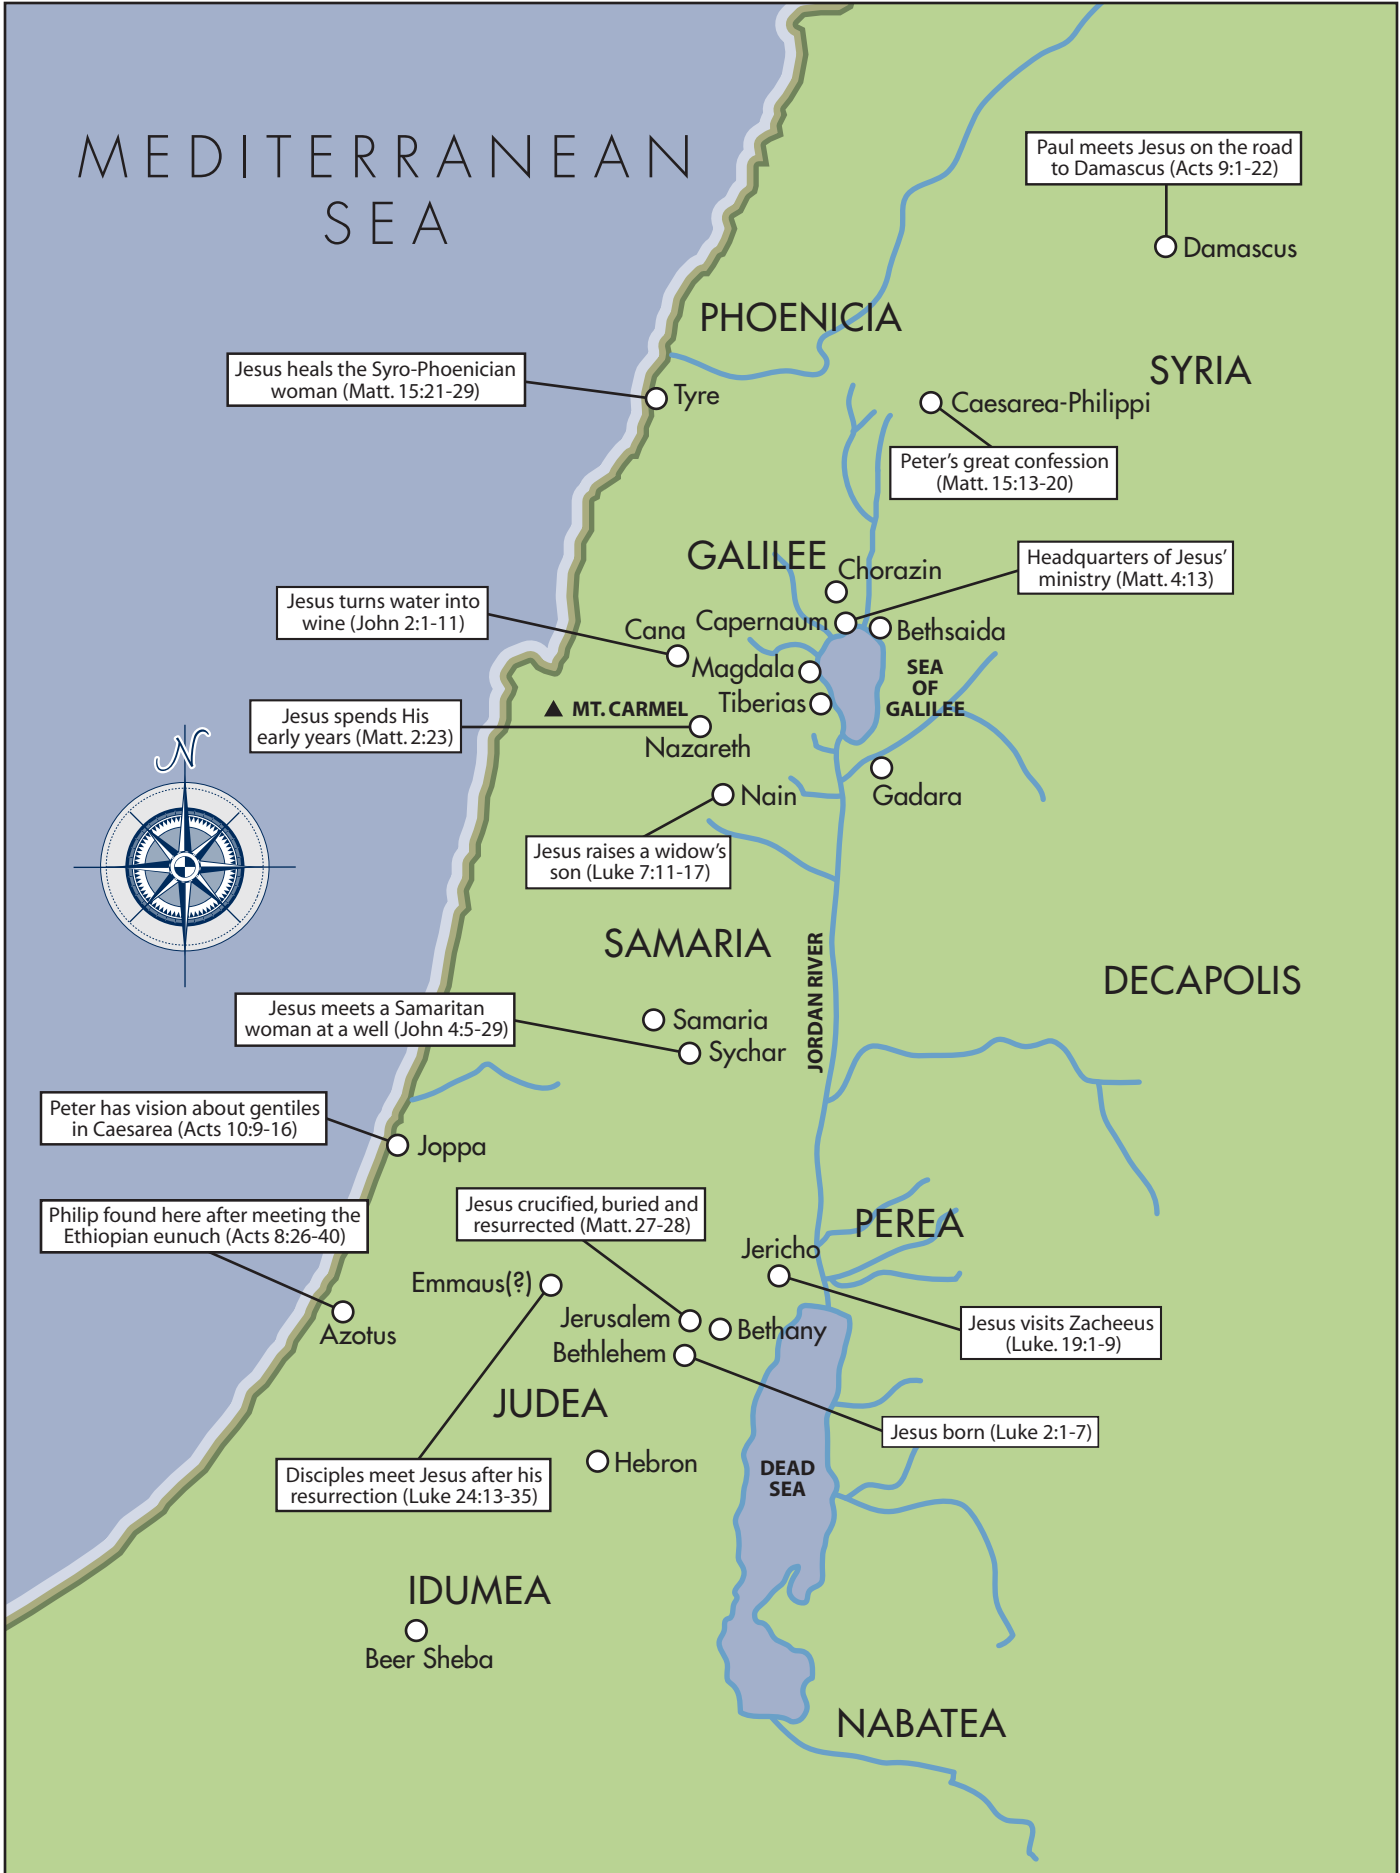 MEDITERRANEAN
SEA
Paul meets Jesus on the road
to Damascus (Acts 9:1-22)
Damascus
PHOENICIA
SYRIA
Jesus heals the Syro-Phoenician
woman (Matt. 15:21-29)
Tyre
Caesarea-Philippi
Peter's great confession
(Matt. 15:13-20)
GALILEE
Chorazin
Headquarters of Jesus'
ministry (Matt. 4:13)
Jesus turns water into
wine (John 2:1-11)
Cana
Capernaum
Bethsaida
Magdala
SEA
OF
GALILEE
Tiberias
MT. CARMEL
Jesus spends His
early years (Matt. 2:23)
Nazareth
N
Nain
Gadara
Jesus raises a widow's
son (Luke 7:11-17)
SAMARIA
JORDAN RIVER
DECAPOLIS
Jesus meets a Samaritan
woman at a well (John 4:5-29)
Samaria
Sychar
Peter has vision about gentiles
in Caesarea (Acts 10:9-16)
Joppa
Philip found here after meeting the
Ethiopian eunuch (Acts 8:26-40)
Jesus crucified, buried and
resurrected (Matt. 27-28)
PEREA
Jericho
Emmaus(?)
Azotus
Jerusalem
Bethany
Jesus visits Zacheeus
(Luke. 19:1-9)
Bethlehem
JUDEA
Jesus born (Luke 2:1-7)
Hebron
Disciples meet Jesus after his
resurrection (Luke 24:13-35)
DEAD
SEA
IDUMEA
Beer Sheba
NABATEA